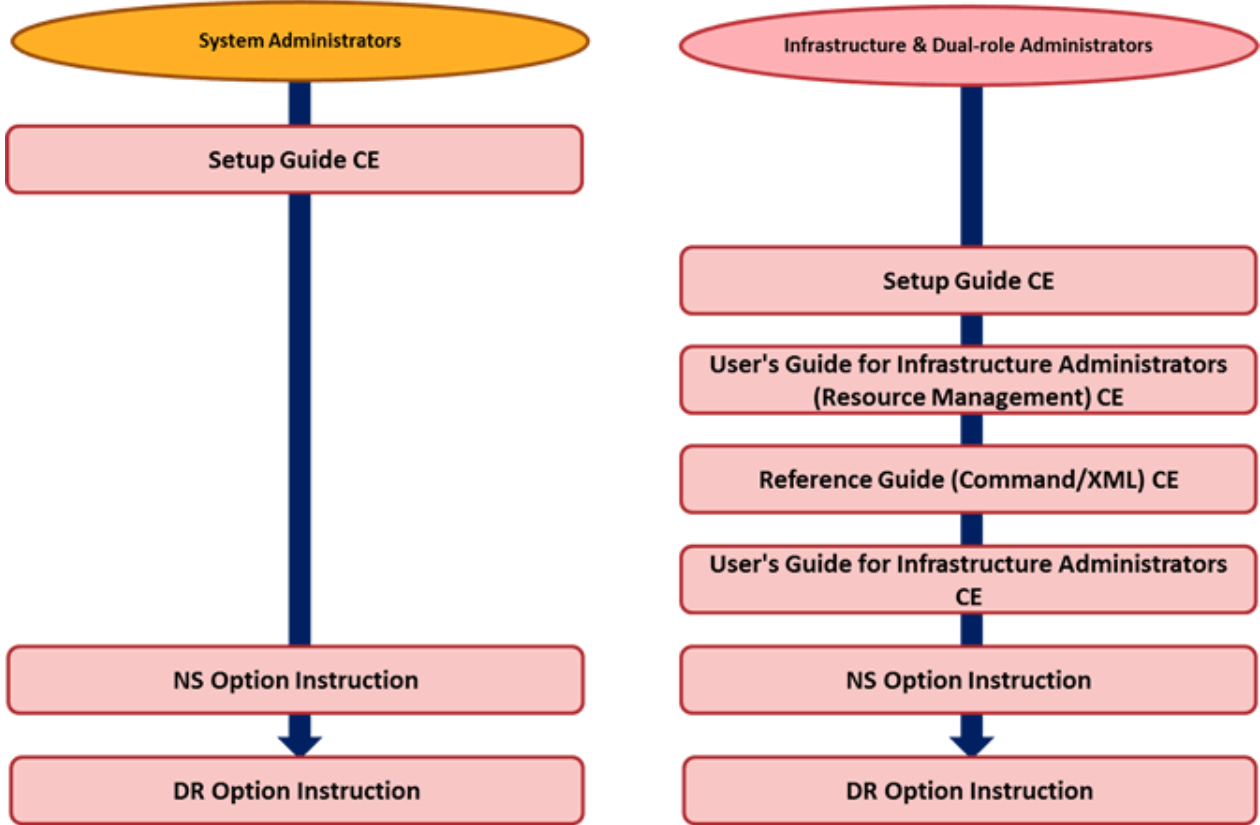 System Administrators
Setup Guide CE
NS Option Instruction
DR Option Instruction
Infrastructure & Dual-role Administrators
Setup Guide CE
User's Guide for Infrastructure Administrators
(Resource Management) CE
Reference Guide (Command/XML) CE
User's Guide for Infrastructure Administrators
CE
NS Option Instruction
DR Option Instruction